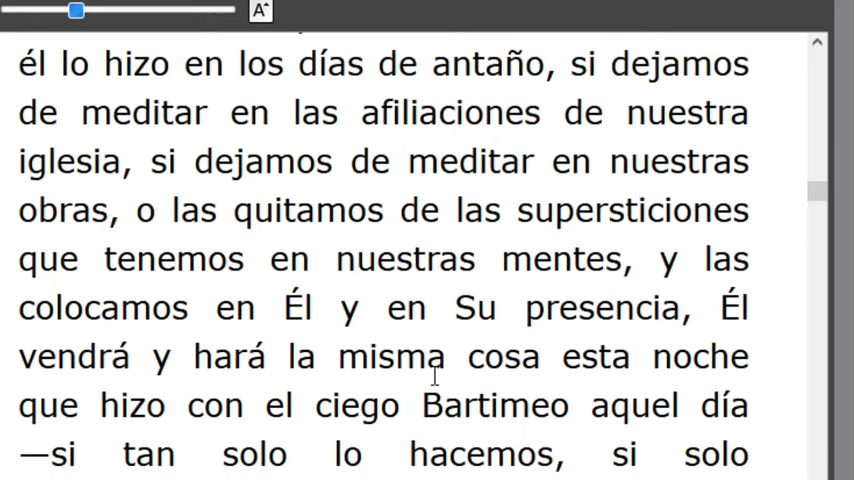 A
él lo hizo en los días de antaño, si dejamos
de meditar en las afiliaciones de nuestra
iglesia, si dejamos de meditar en nuestras
obras, o las quitamos de las supersticiones
que tenemos en nuestras mentes, y las
colocamos en Él y en Su presencia, Él
vendrá y hará la misma cosa esta noche
que hizo con el ciego Bartimeo aquel día
—si tan solo lo hacemos, si solo